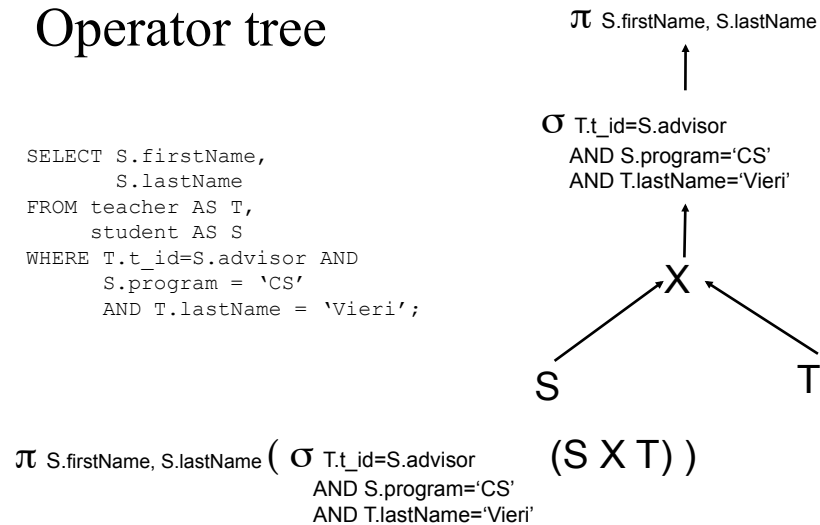 Operator tree
SELECT S.firstName,
S.lastName
FROM teacher AS T,
student AS S
WHERE T.t_id=S.advisor AND
S.program = ‘CS’
AND T.lastName = ‘Vieri’;
π S.firstName, S.lastName
σ T.t_id=S.advisor
AND S.program=‘CS’
AND T.lastName=‘Vieri’
X
S T
π S.firstName, S.lastName ( σ T.t_id=S.advisor (S X T) )
AND S.program=‘CS’
AND T.lastName=‘Vieri’